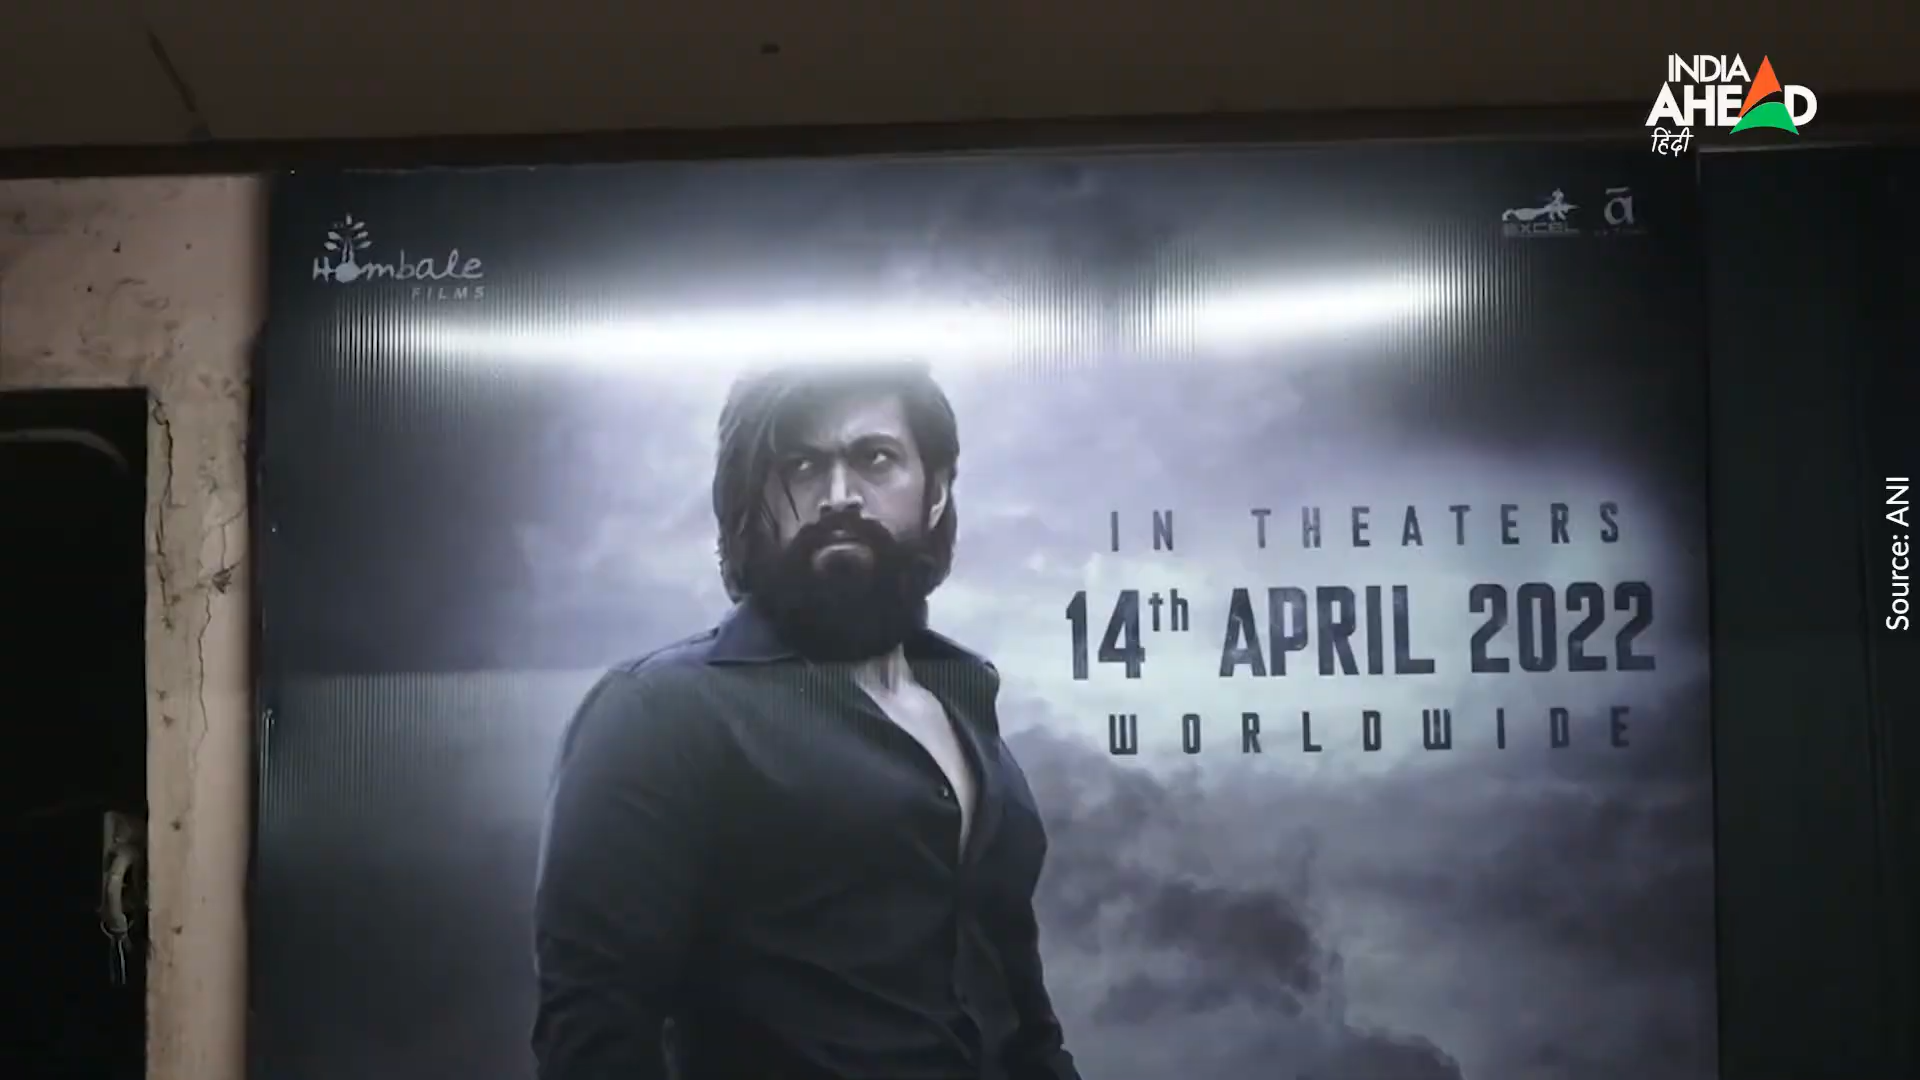 INDIA
AHEAD
हिंदी
Hombale
FILMS
EXCEL
IN THEATERS
14th APRIL 2022
WORLDWIDE
Source: ANI